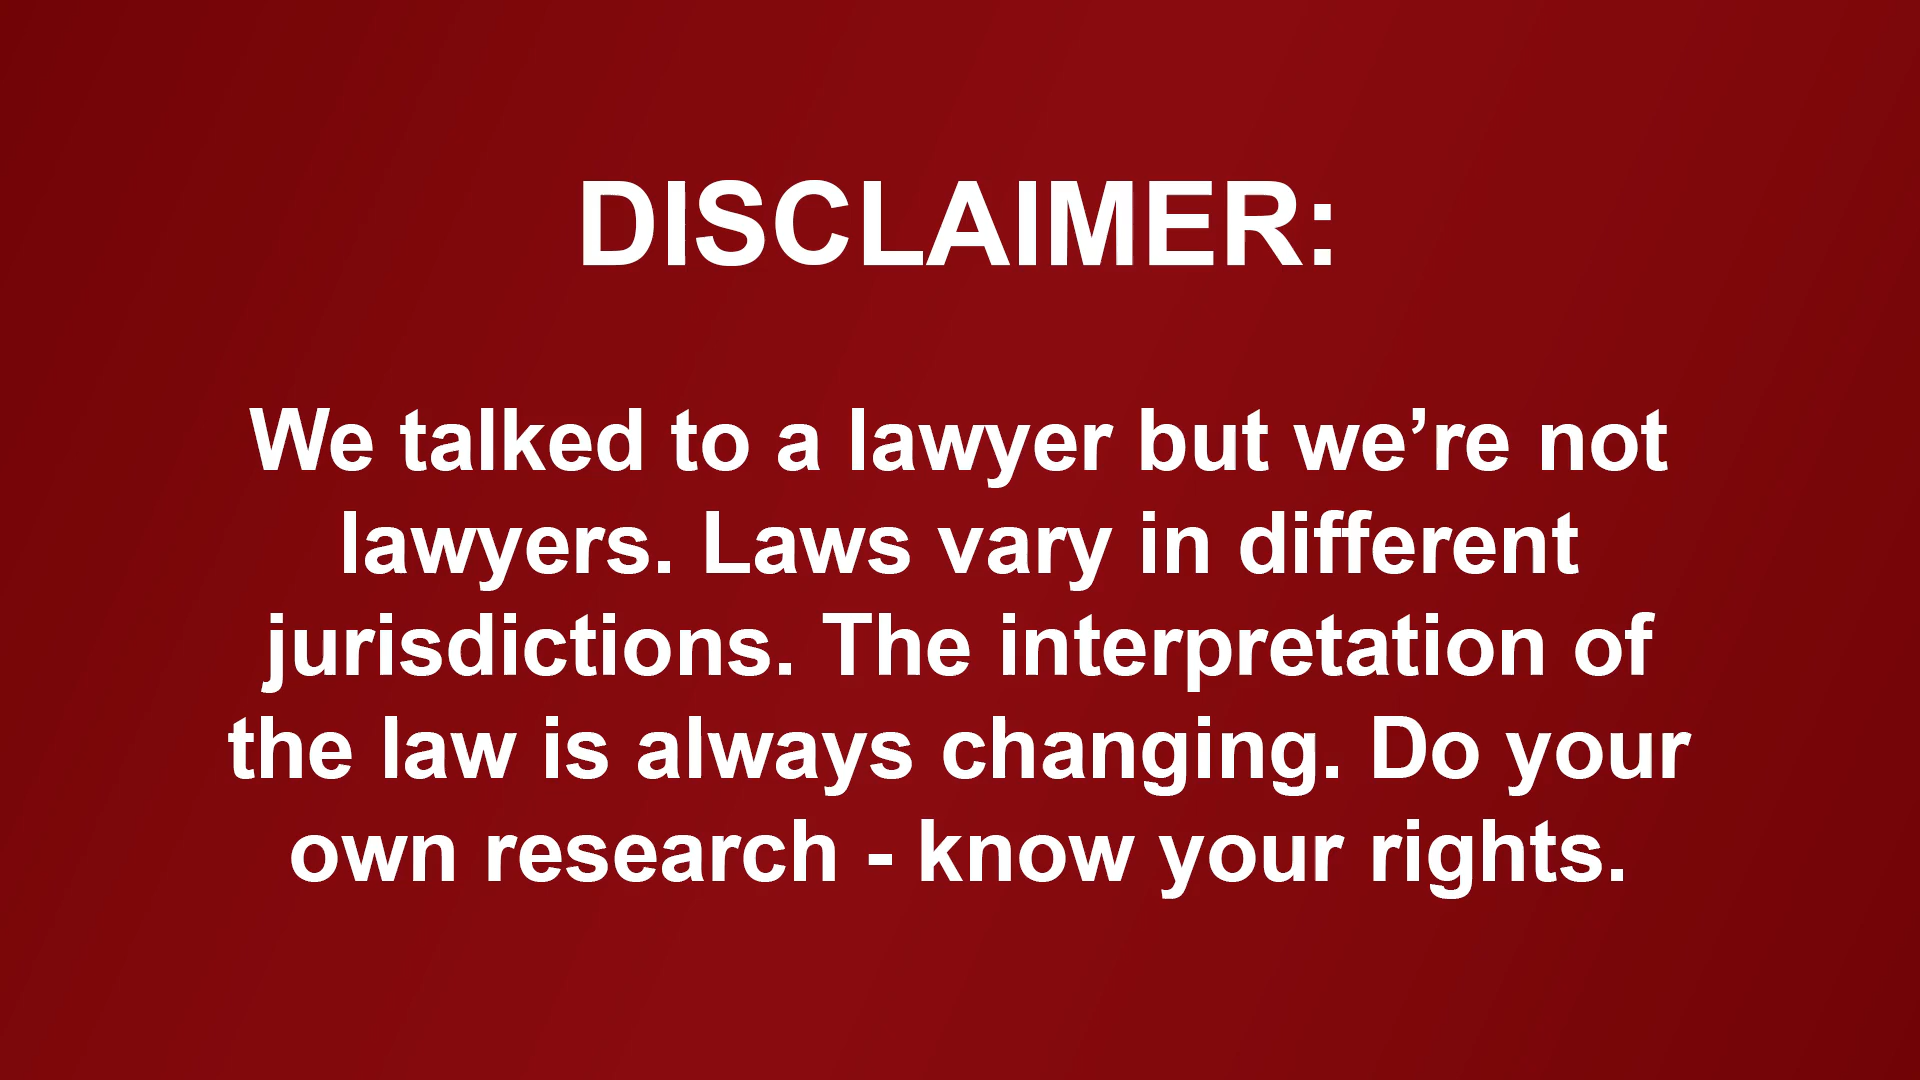 DISCLAIMER:
We talked to a lawyer but we’re not
lawyers. Laws vary in different
jurisdictions. The interpretation of
the law is always changing. Do your
own research - know your rights.